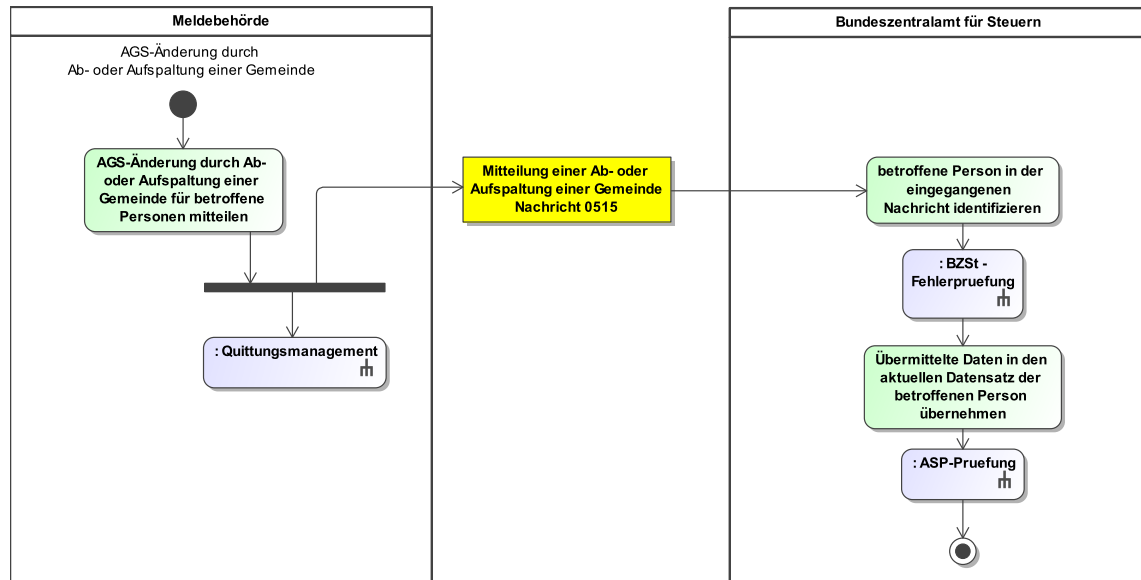 Meldebehörde
AGS-Änderung durch
Ab- oder Aufspaltung einer Gemeinde
AGS-Änderung durch Ab-
oder Aufspaltung einer
Gemeinde für betroffene
Personen mitteilen
: Quittungsmanagement
Mitteilung einer Ab- oder
Aufspaltung einer Gemeinde
Nachricht 0515
Bundeszentralamt für Steuern
betroffene Person in der
eingegangenen
Nachricht identifizieren
: BZSt -
Fehlerpruefung
Übermittelte Daten in den
aktuellen Datensatz der
betroffenen Person
übernehmen
: ASP-Pruefung